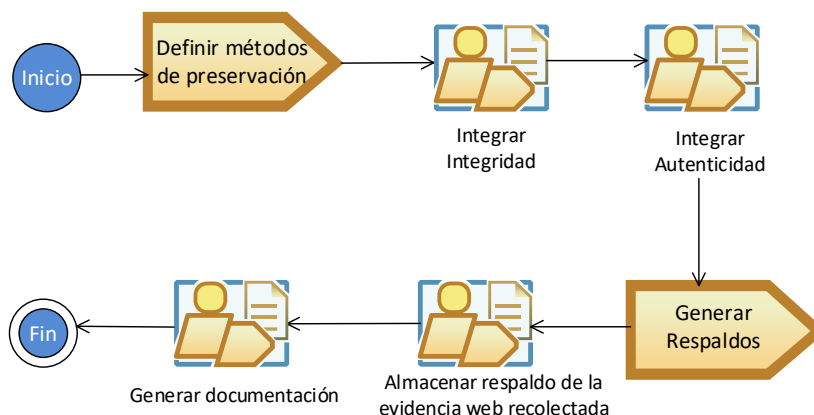 Inicio
Definir métodos
de preservación
Integrar
Integridad
Integrar
Autenticidad
Generar
Respaldos
Almacenar respaldo de la
evidencia web recolectada
Generar documentación
Fin